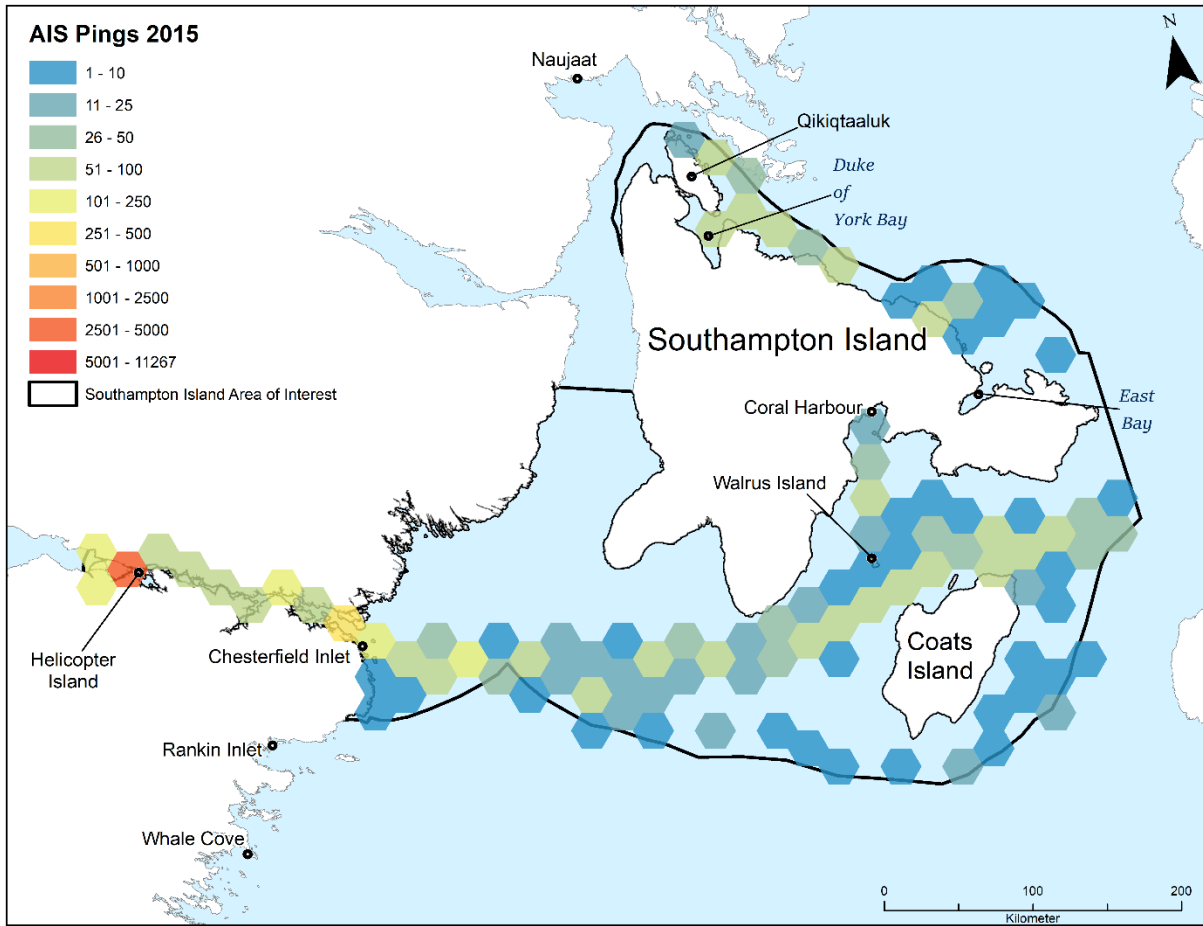 AIS Pings 2015
1 - 10
11 - 25
26 - 50
51 - 100
101 - 250
251 - 500
501 - 1000
1001 - 2500
2501 - 5000
5001 - 11267
Southampton Island Area of Interest
N
Naujaat
Qikiqtaaluk
Duke
of
York Bay
Southampton Island
Coral Harbour
East
Bay
Walrus Island
Helicopter
Island
Chesterfield Inlet
Coats
Island
Rankin Inlet
Whale Cove
0
100
200
Kilometer